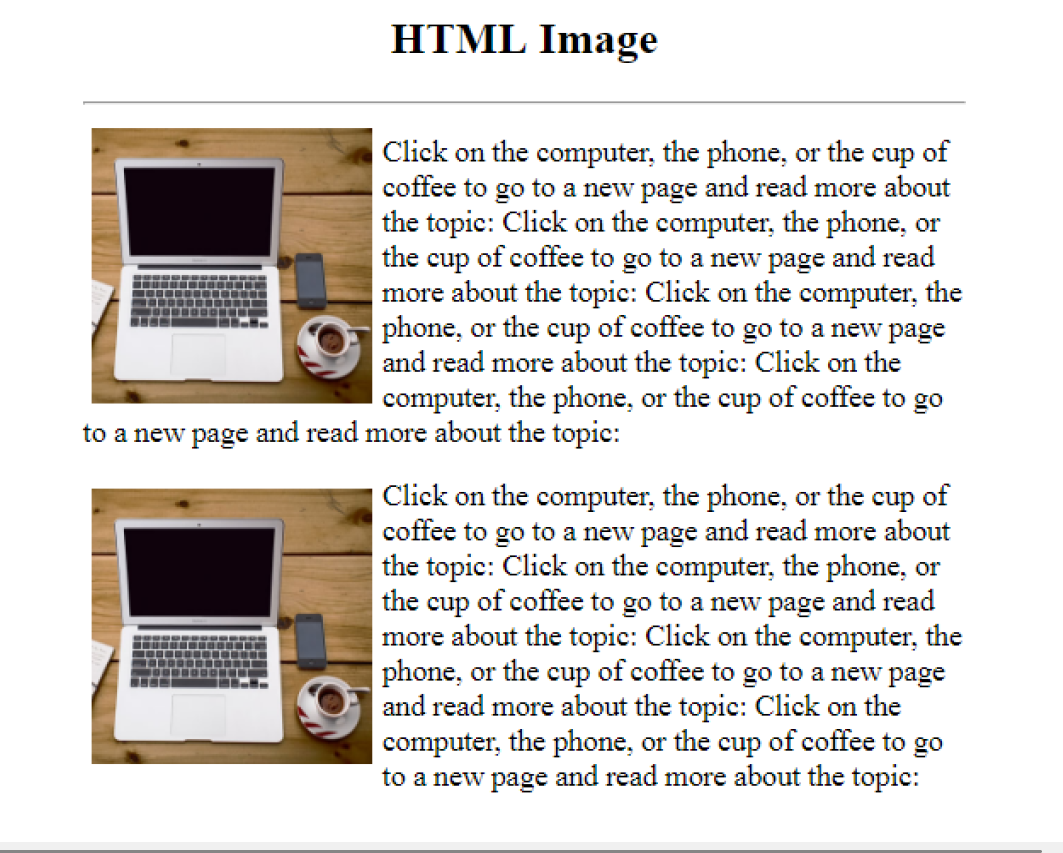 HTML Image
Click on the computer, the phone, or the cup of
coffee to go to a new page and read more about
the topic: Click on the computer, the phone, or
the cup of coffee to go to a new page and read
more about the topic: Click on the computer, the
phone, or the cup of coffee to go to a new page
and read more about the topic: Click on the
computer, the phone, or the cup of coffee to go
to a new page and read more about the topic:
Click on the computer, the phone, or the cup of
coffee to go to a new page and read more about
the topic: Click on the computer, the phone, or
the cup of coffee to go to a new page and read
more about the topic: Click on the computer, the
phone, or the cup of coffee to go to a new page
and read more about the topic: Click on the
computer, the phone, or the cup of coffee to go
to a new page and read more about the topic: